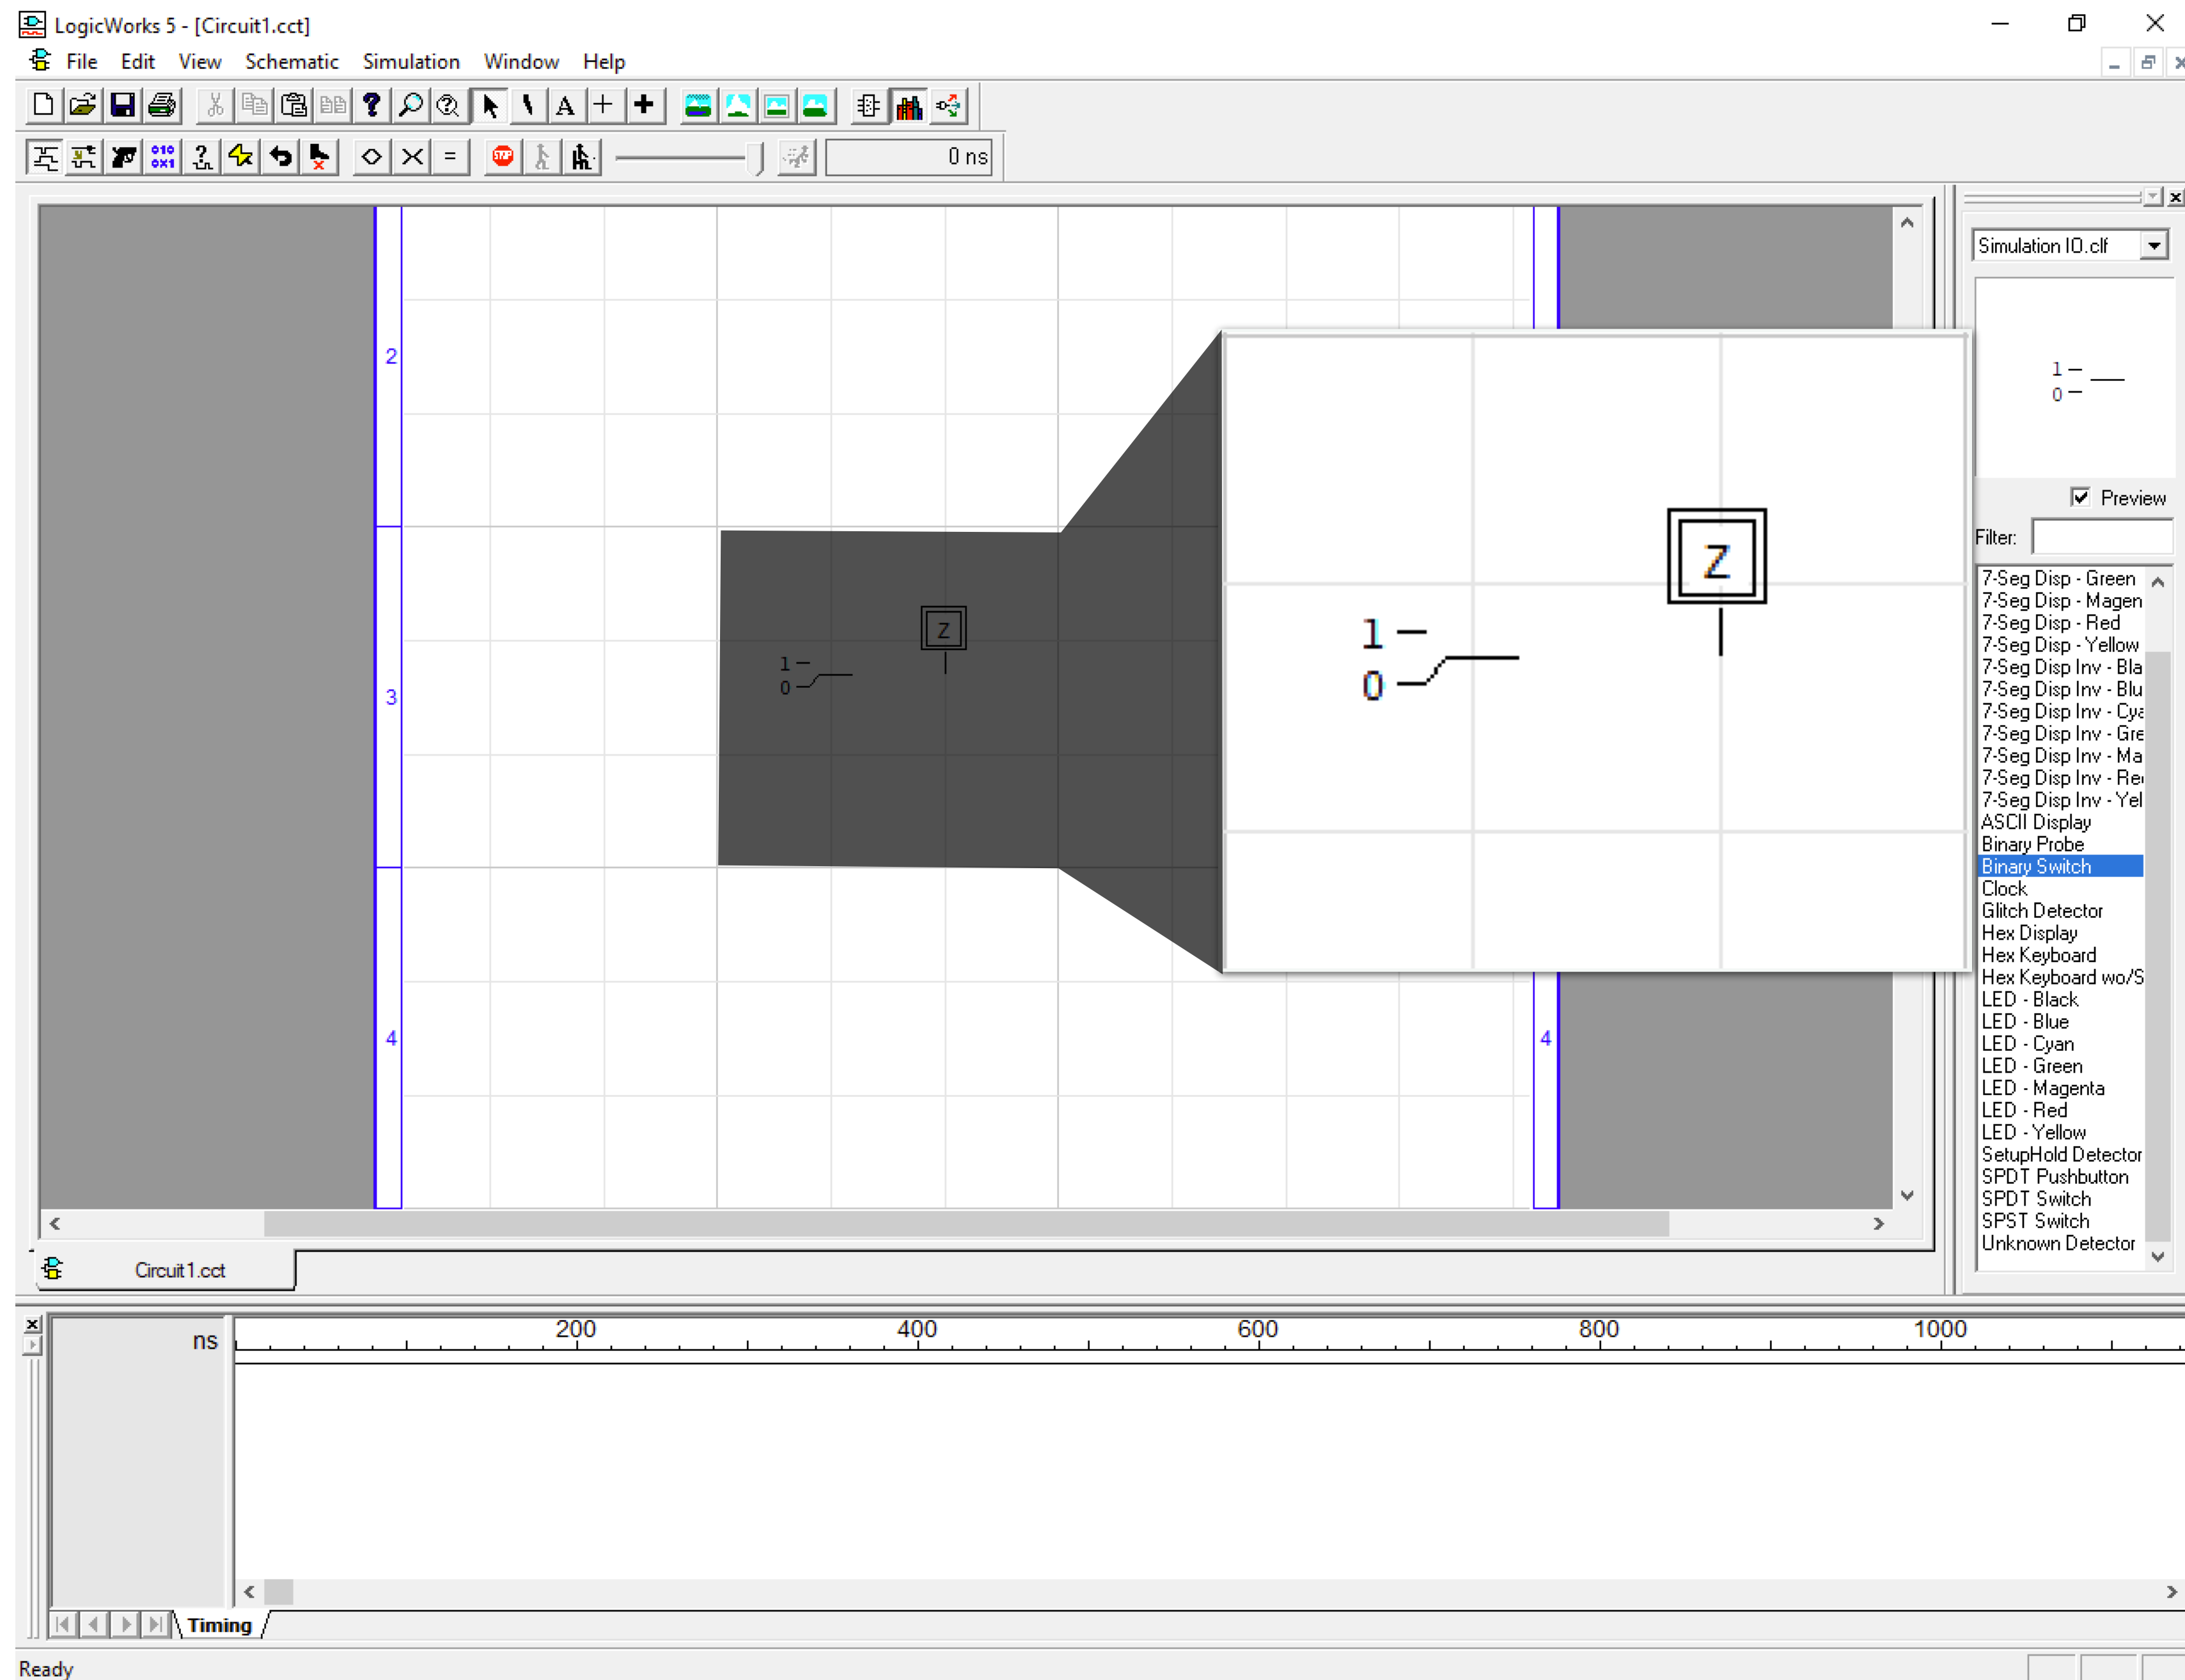 LogicWorks 5 - [Circuit1.cct]
File Edit View Schematic Simulation Window Help
0 ns
Simulation IO.clf
1
0
Preview
Filter:
7-Seg Disp - Green
7-Seg Disp - Magen
7-Seg Disp - Red
7-Seg Disp - Yellow
7-Seg Disp Inv - Bla
7-Seg Disp Inv - Blu
7-Seg Disp Inv - Cya
7-Seg Disp Inv - Gre
7-Seg Disp Inv - Ma
7-Seg Disp Inv - Re
7-Seg Disp Inv - Yel
ASCII Display
Binary Probe
Binary Switch
Clock
Glitch Detector
Hex Display
Hex Keyboard
Hex Keyboard wo/S
LED - Black
LED - Blue
LED - Cyan
LED - Green
LED - Magenta
LED - Red
LED - Yellow
SetupHold Detector
SPDT Pushbutton
SPDT Switch
SPST Switch
Unknown Detector
2
3
4
4
Z
1
0
Z
1
0
Circuit1.cct
ns 200 400 600 800 1000
Timing
Ready